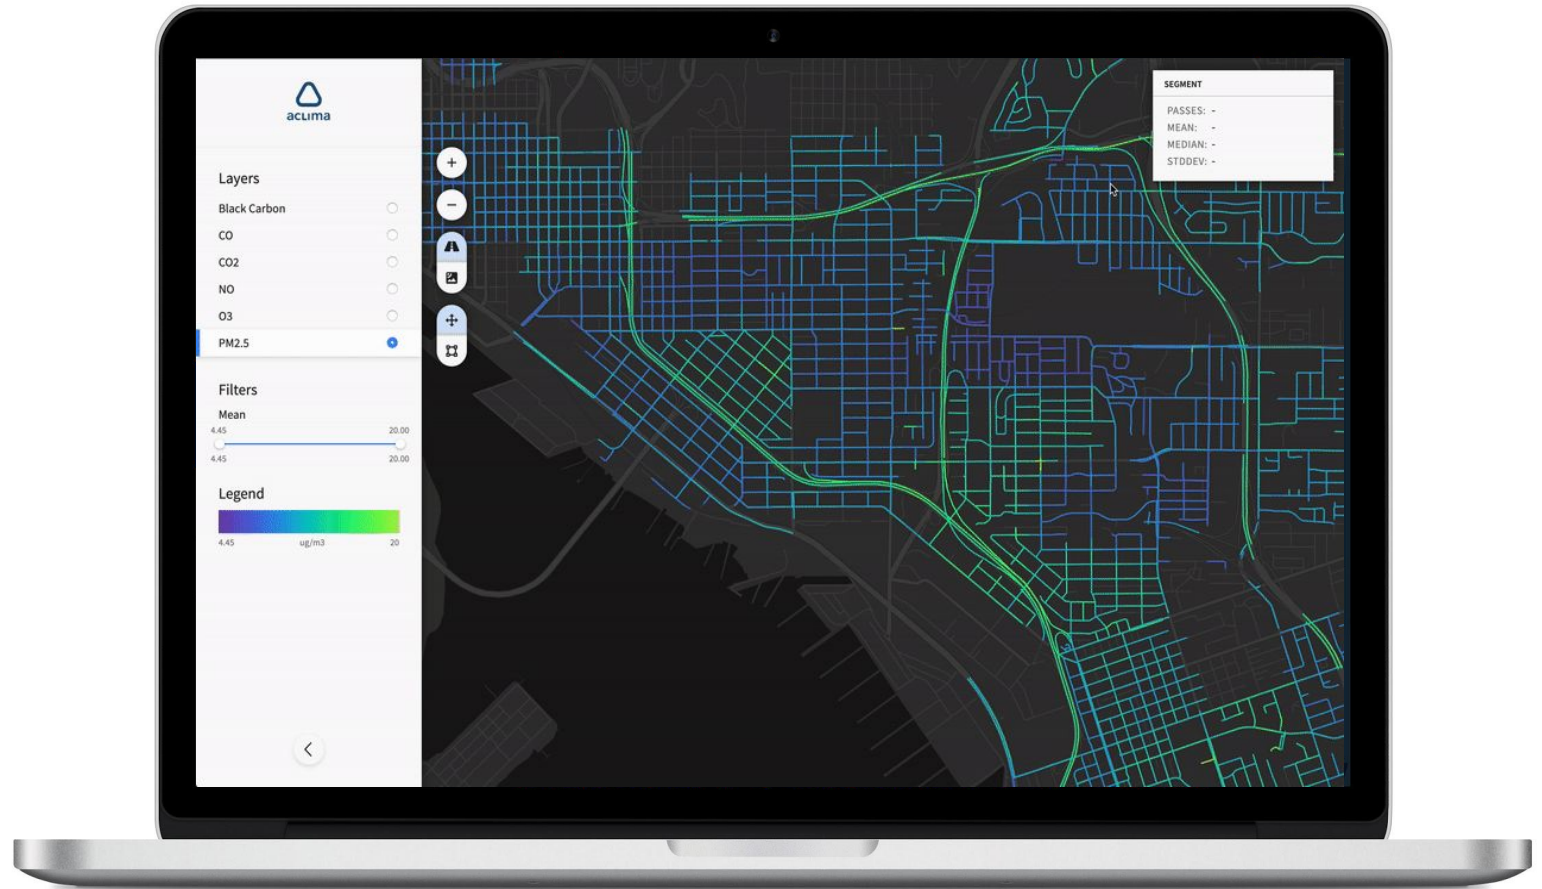 aclima
Layers
Black Carbon
CO
CO2
NO
O3
PM2.5
Filters
Mean
4.45 20.00
4.45 20.00
Legend
4.45 ug/m3 20
SEGMENT
PASSES: -
MEAN: -
MEDIAN: -
STDDEV: -